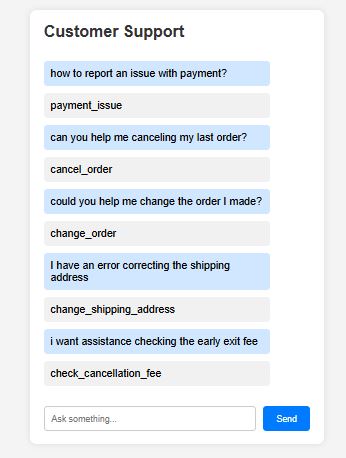 Customer Support
how to report an issue with payment?
payment_issue
can you help me canceling my last order?
cancel_order
could you help me change the order I made?
change_order
I have an error correcting the shipping
address
change_shipping_address
i want assistance checking the early exit fee
check_cancellation_fee
Ask something... Send